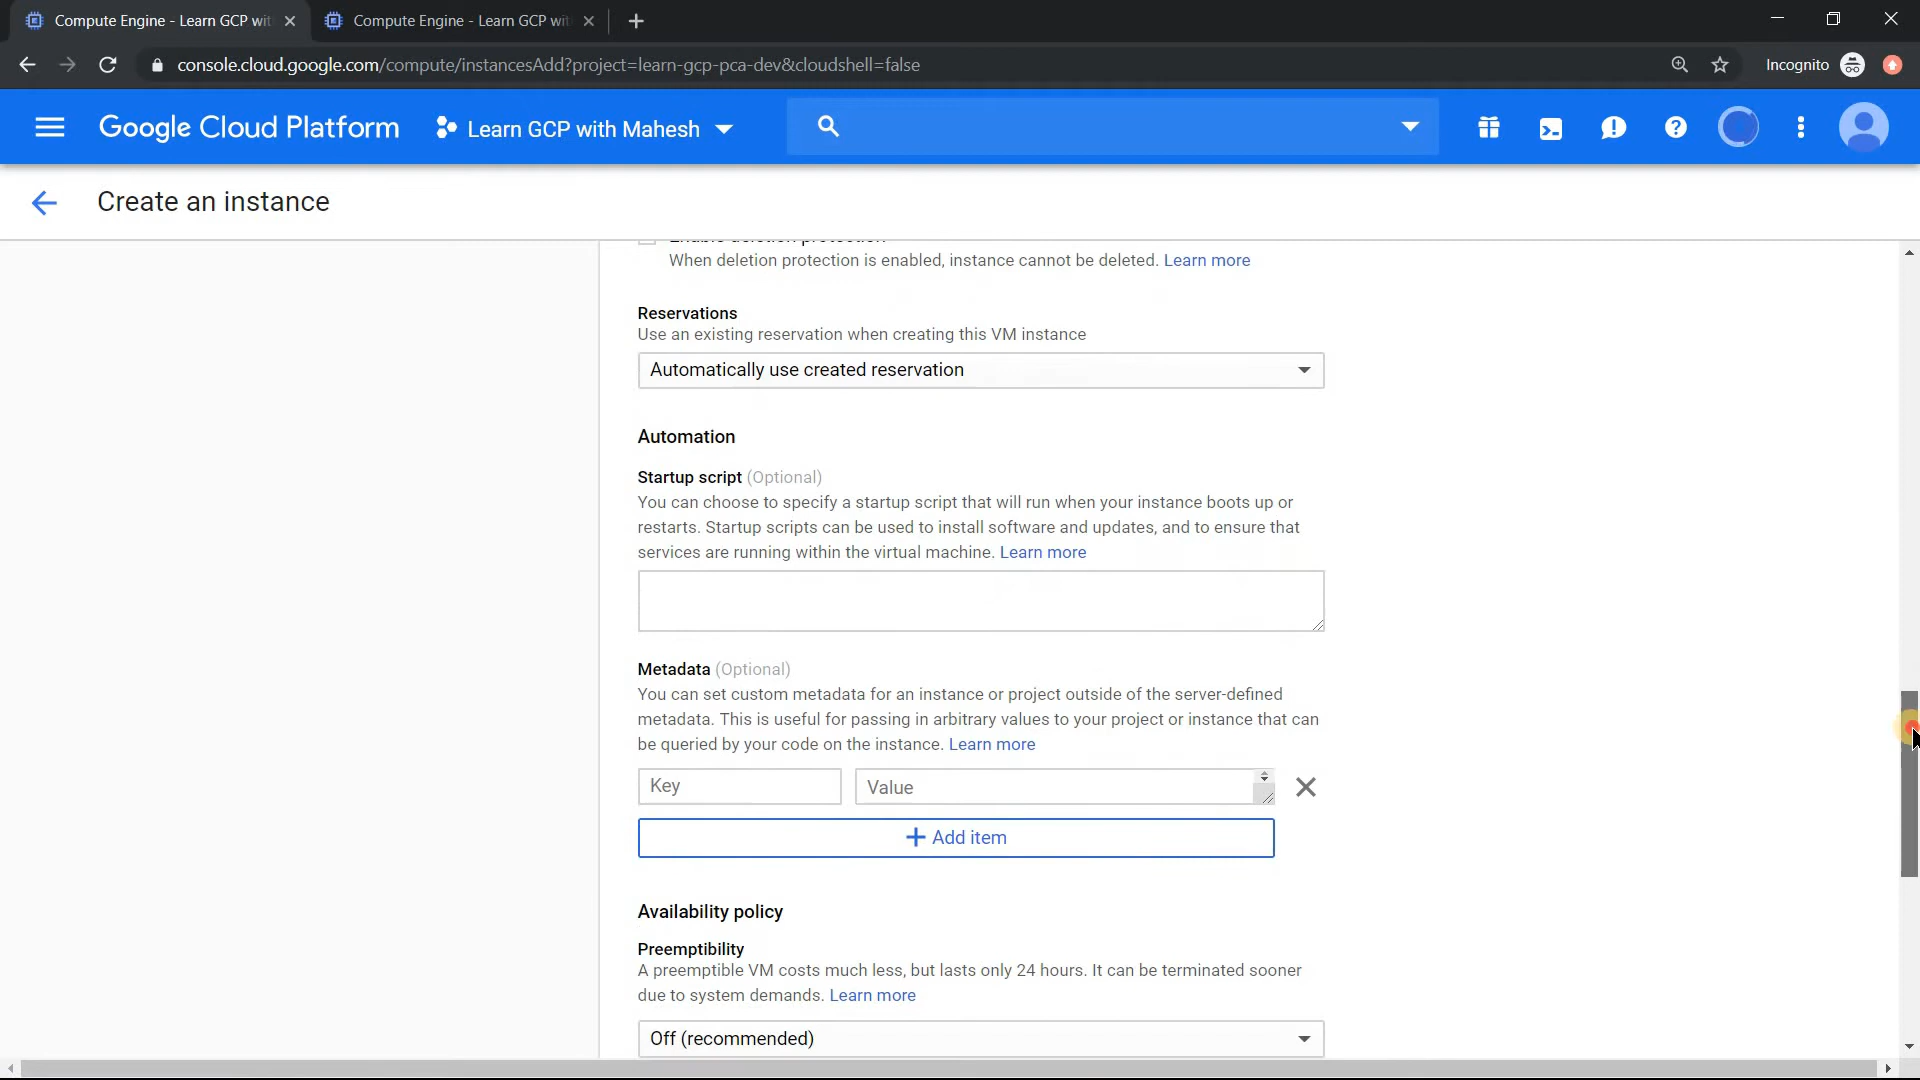 Compute Engine - Learn GCP wit
Compute Engine - Learn GCP wit
console.cloud.google.com/compute/instancesAdd?project=learn-gcp-pca-dev&cloudshell=false
Incognito
Google Cloud Platform
Learn GCP with Mahesh
Create an instance
Enable deletion protection
When deletion protection is enabled, instance cannot be deleted. Learn more
Reservations
Use an existing reservation when creating this VM instance
Automatically use created reservation
Automation
Startup script (Optional)
You can choose to specify a startup script that will run when your instance boots up or
restarts. Startup scripts can be used to install software and updates, and to ensure that
services are running within the virtual machine. Learn more
Metadata (Optional)
You can set custom metadata for an instance or project outside of the server-defined
metadata. This is useful for passing in arbitrary values to your project or instance that can
be queried by your code on the instance. Learn more
Key
Value
Add item
Availability policy
Preemptibility
A preemptible VM costs much less, but lasts only 24 hours. It can be terminated sooner
due to system demands. Learn more
Off (recommended)